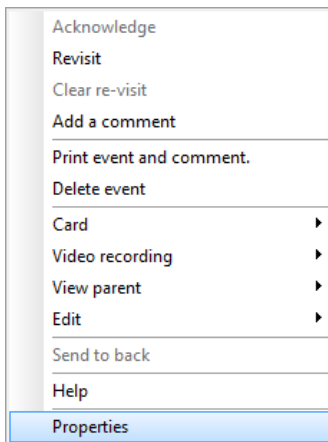 Acknowledge
Revisit
Clear re-visit
Add a comment
Print event and comment.
Delete event
Card
Video recording
View parent
Edit
Send to back
Help
Properties